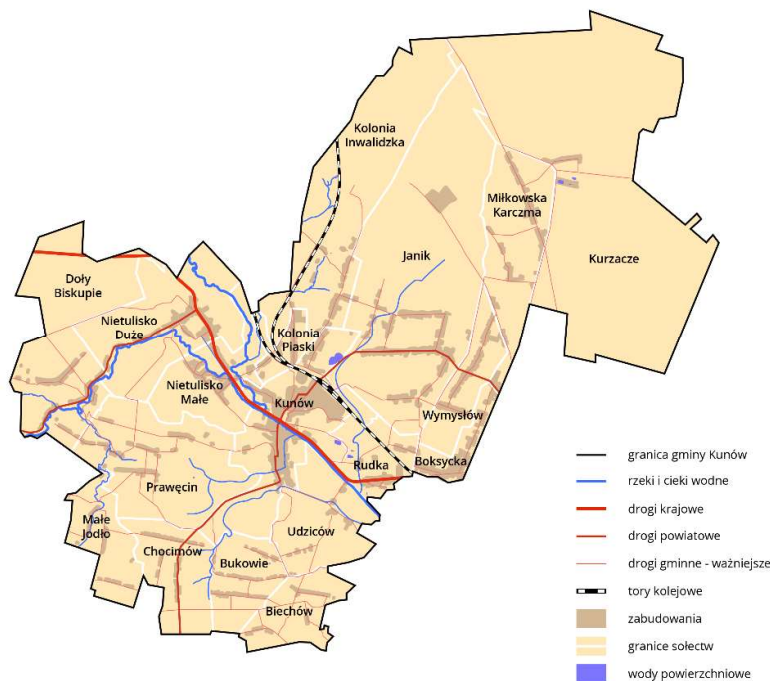 Kolonia
Inwalidzka
Miłkowska
Karczma
Janik
Kurzacze
Doły
Biskupie
Nietulisko
Duże
Kolonia
Piaski
Nietulisko
Małe
Kunów
Wymysłów
Rudka
Boksycka
Prawęcin
Małe
Jodło
Chocimów
Bukowie
Udziców
Biechów
granica gminy Kunów
rzeki i cieki wodne
drogi krajowe
drogi powiatowe
drogi gminne - ważniejsze
tory kolejowe
zabudowania
granice sołectw
wody powierzchniowe